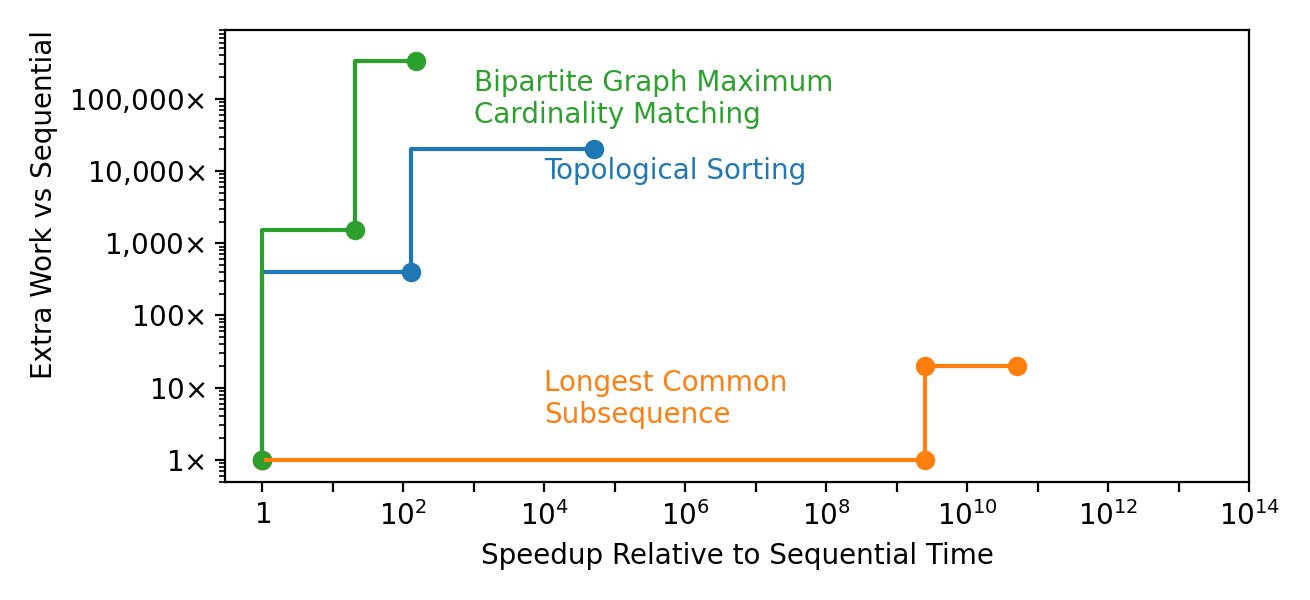 Extra Work vs Sequential
100,000×
10,000×
1,000×
100×
10×
1×
Bipartite Graph Maximum
Cardinality Matching
Topological Sorting
Longest Common
Subsequence
1 10² 10⁴ 10⁶ 10⁸ 10¹⁰ 10¹² 10¹⁴
Speedup Relative to Sequential Time